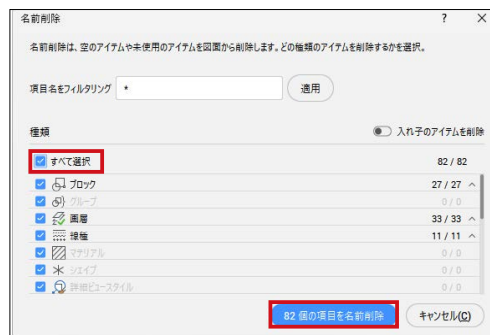 名前削除 ? ×
名前削除は、空のアイテムや未使用のアイテムを図面から削除します。どの種類のアイテムを削除するかを選択。
項目名をフィルタリング * 適用
種類 入れ子のアイテムを削除
すべて選択 82 / 82
ブロック 27 / 27
グループ 0 / 0
画層 33 / 33
線種 11 / 11
マテリアル 0 / 0
シェイプ 0 / 0
詳細ビュースタイル 0 / 0
82 個の項目を名前削除 キャンセル(C)